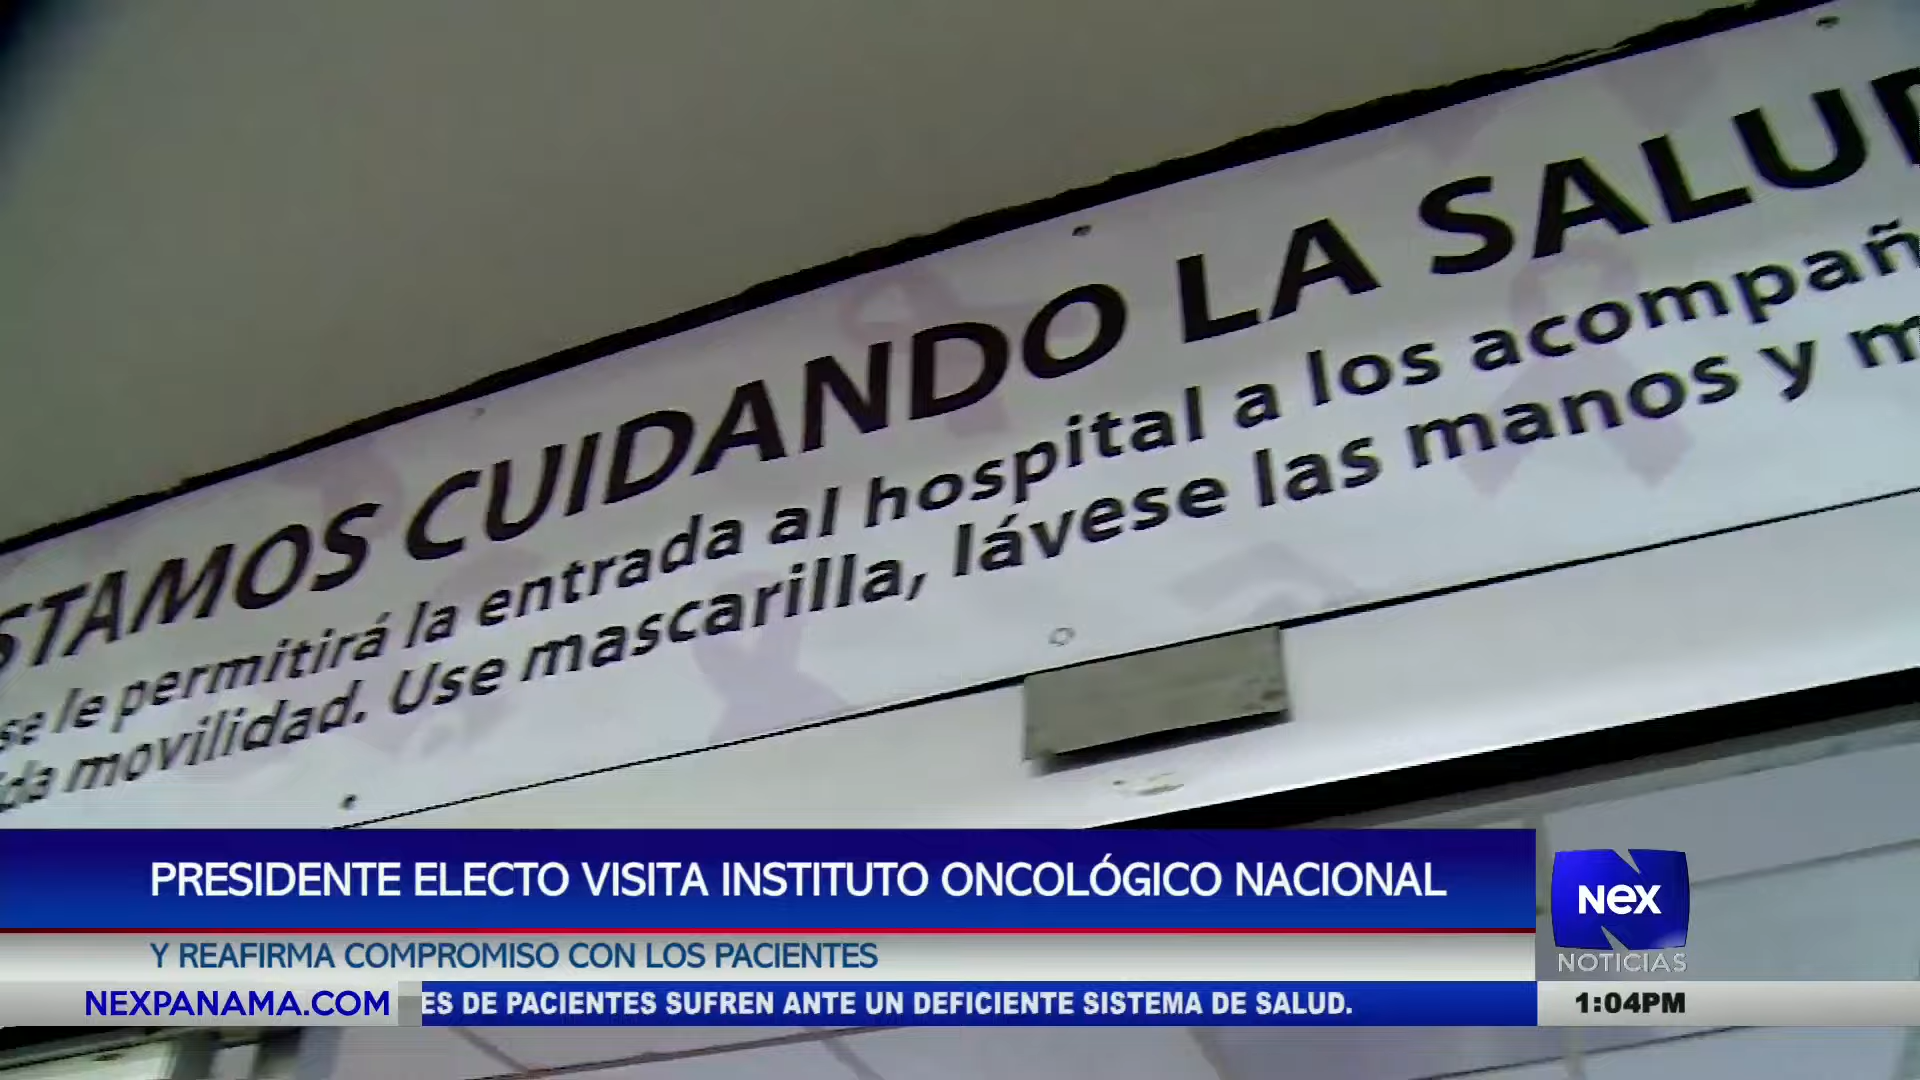 STAMOS CUIDANDO LA SALUD
se le permitirá la entrada al hospital a los acompañ
da movilidad. Use mascarilla, lávese las manos y m
PRESIDENTE ELECTO VISITA INSTITUTO ONCOLÓGICO NACIONAL
Y REAFIRMA COMPROMISO CON LOS PACIENTES
NEXPANAMA.COM
ES DE PACIENTES SUFREN ANTE UN DEFICIENTE SISTEMA DE SALUD.
NEX
NOTICIAS
1:04PM